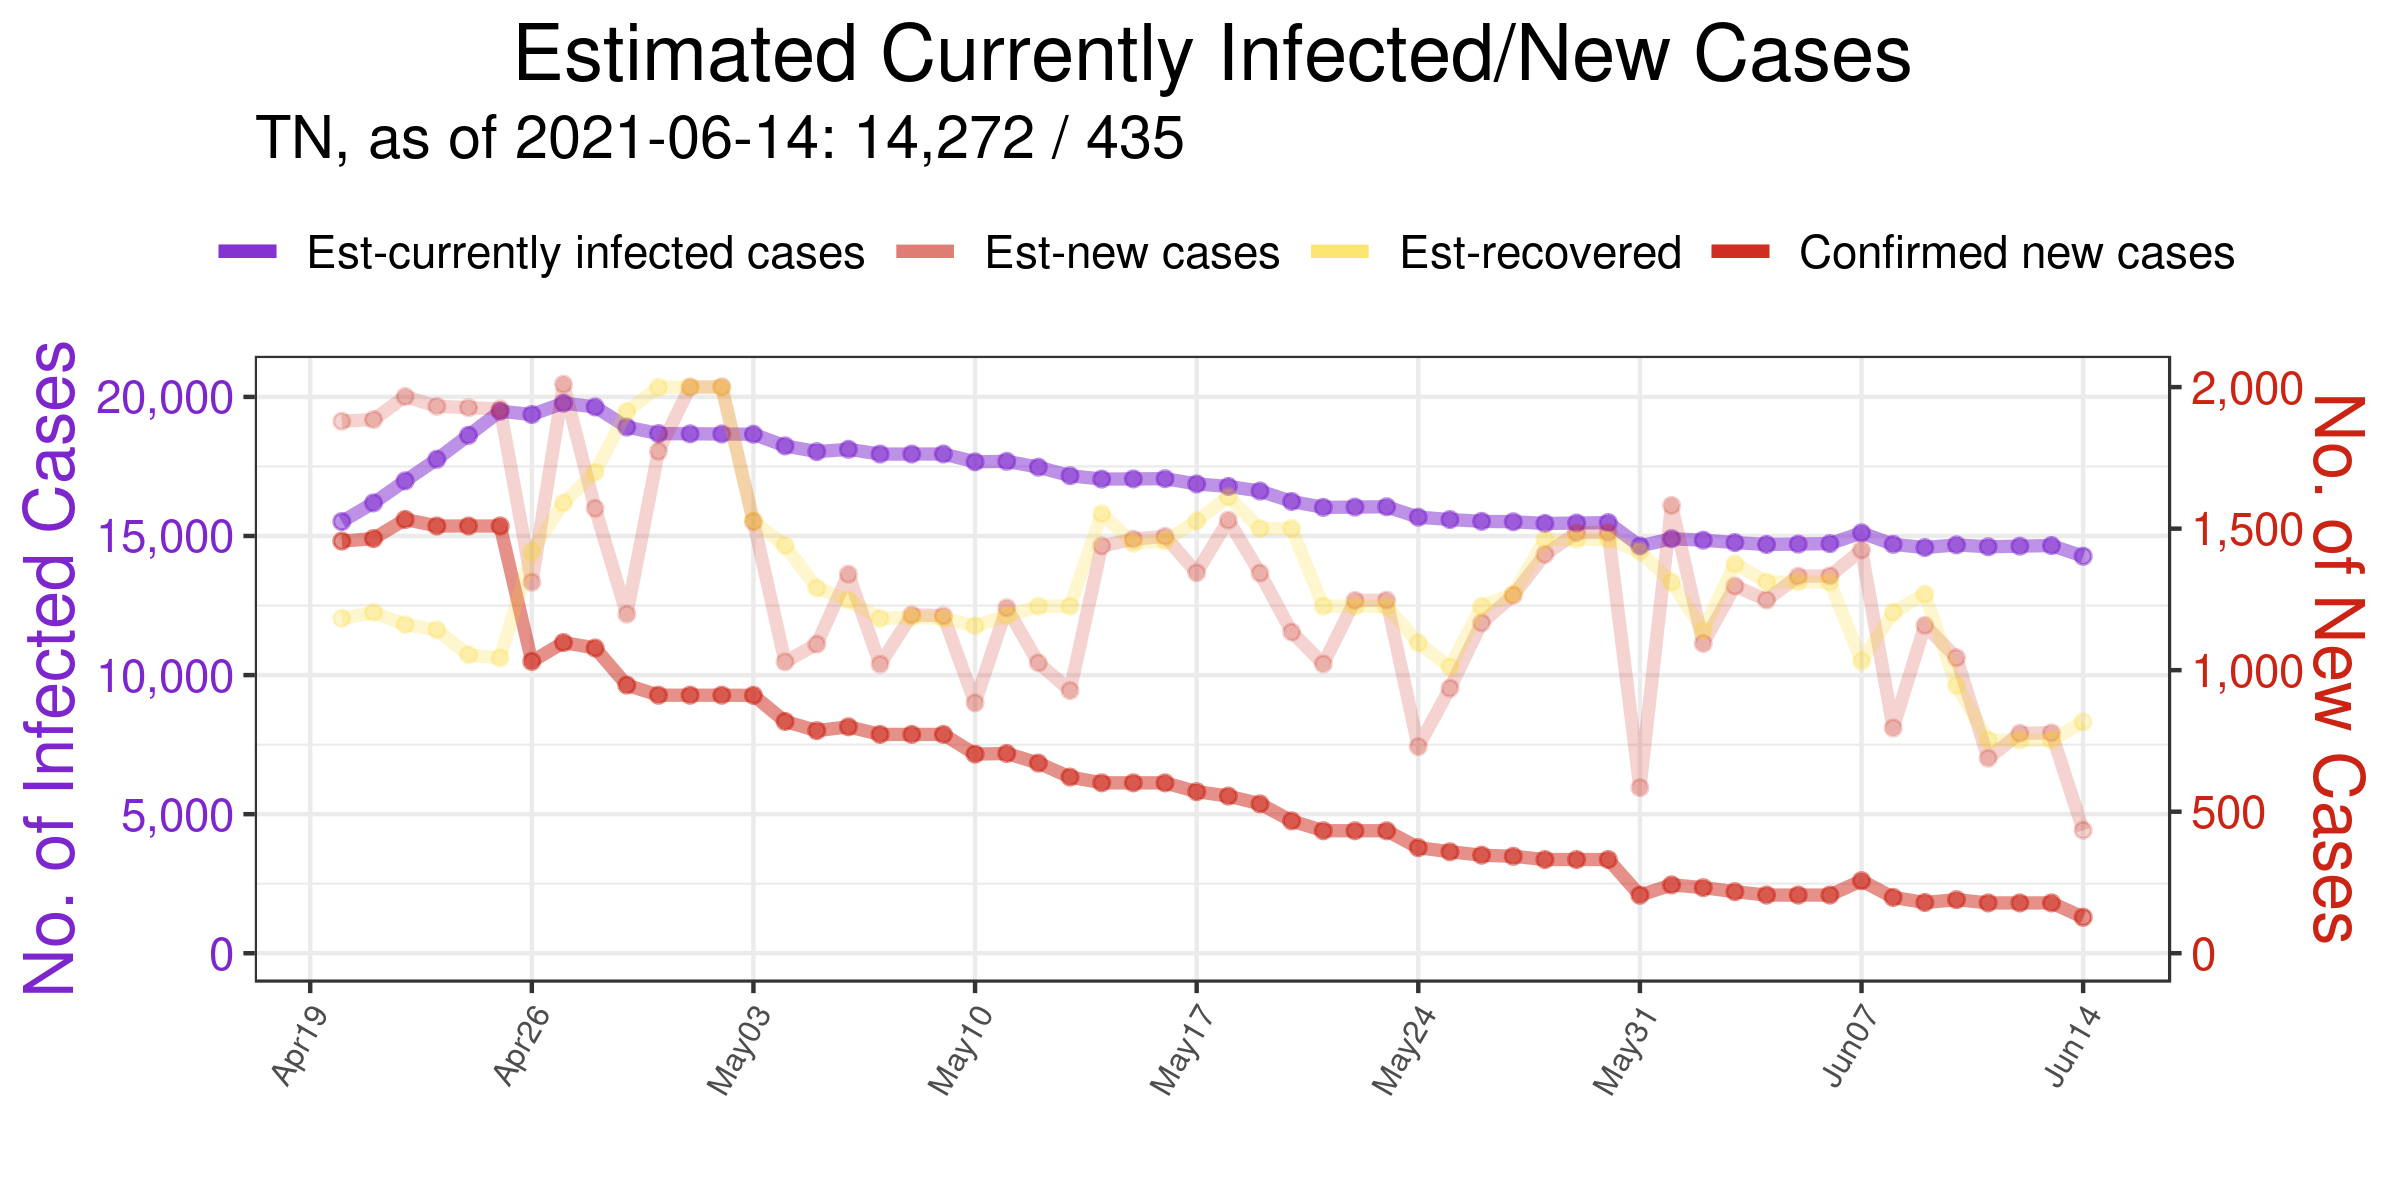 Estimated Currently Infected/New Cases
TN, as of 2021-06-14: 14,272 / 435
Est-currently infected cases Est-new cases Est-recovered Confirmed new cases
No. of Infected Cases
20,000
15,000
10,000
5,000
0
2,000
1,500
1,000
500
0
No. of New Cases
Apr19 Apr26 May03 May10 May17 May24 May31 Jun07 Jun14